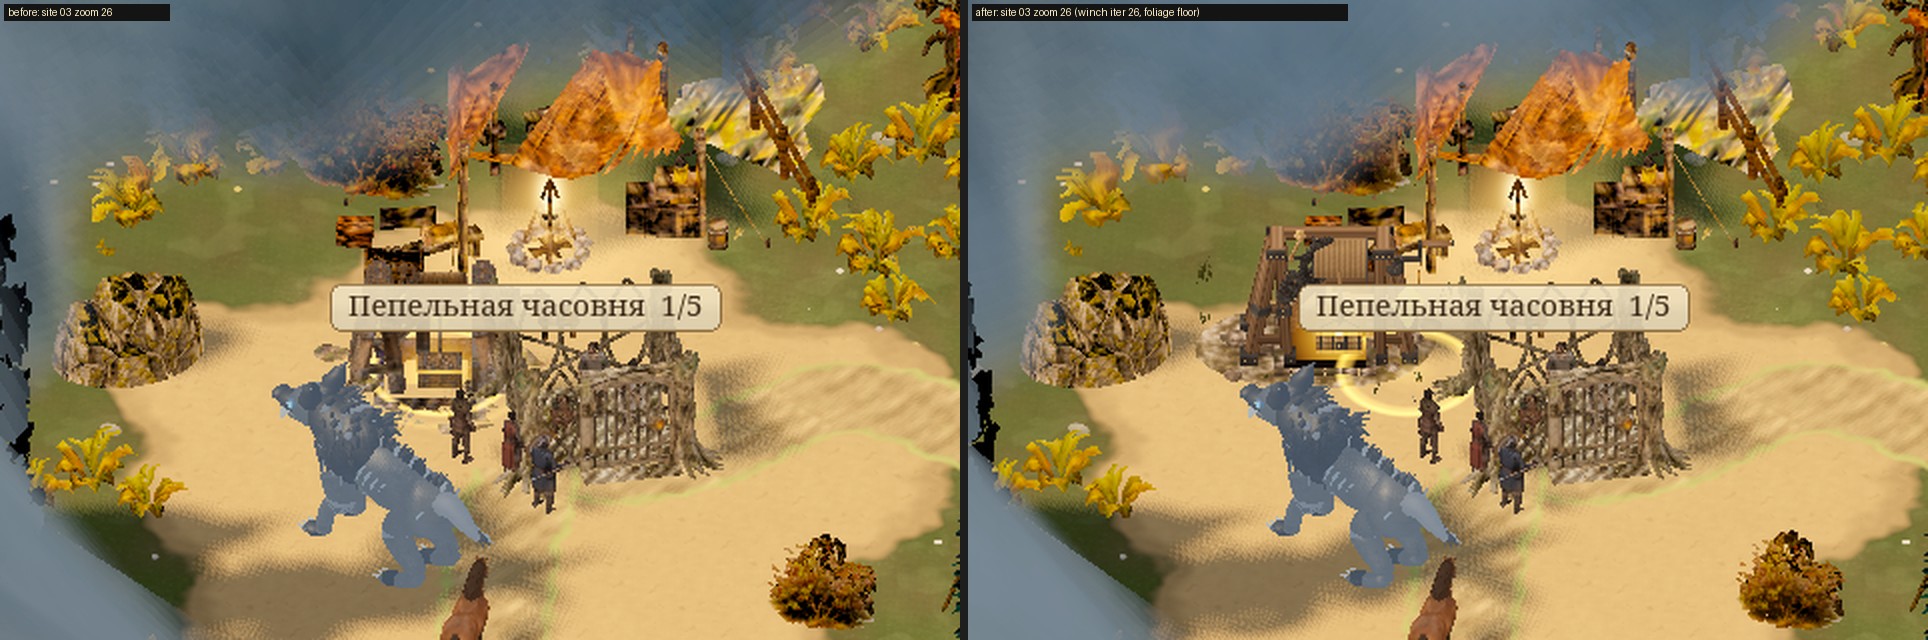 before: site 03 zoom 26
after: site 03 zoom 26 (winch iter 26, foliage floor)
Пепельная часовня 1/5
Пепельная часовня 1/5